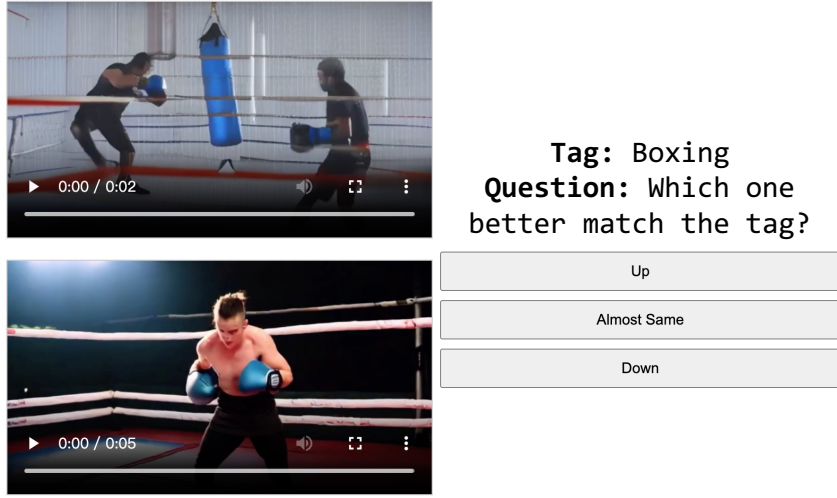 0:00 / 0:02
0:00 / 0:05
Tag: Boxing
Question: Which one
better match the tag?
Up
Almost Same
Down